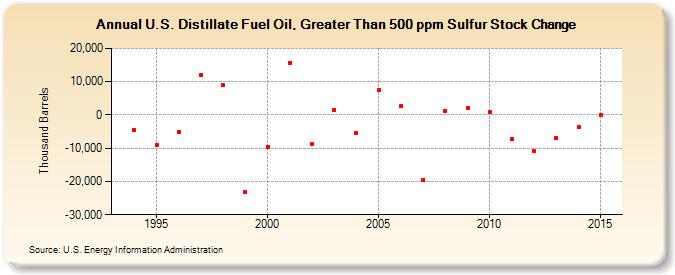 Annual U.S. Distillate Fuel Oil, Greater Than 500 ppm Sulfur Stock Change
Thousand Barrels
20,000
10,000
0
-10,000
-20,000
-30,000
1995 2000 2005 2010 2015
Source: U.S. Energy Information Administration